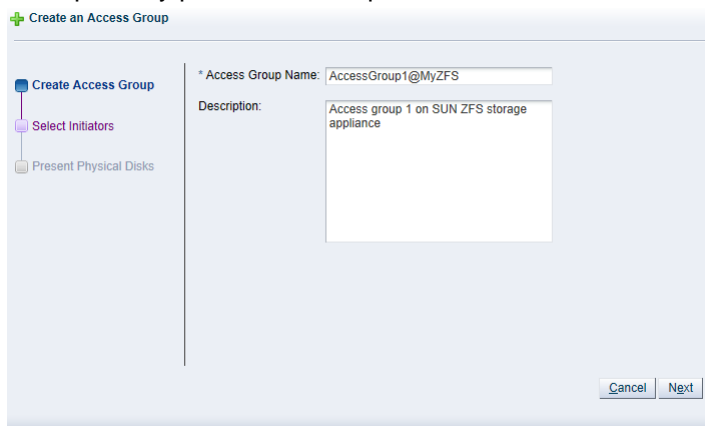 Create an Access Group
Create Access Group
Select Initiators
Present Physical Disks
* Access Group Name: AccessGroup1@MyZFS
Description:
Access group 1 on SUN ZFS storage
appliance
Cancel Next